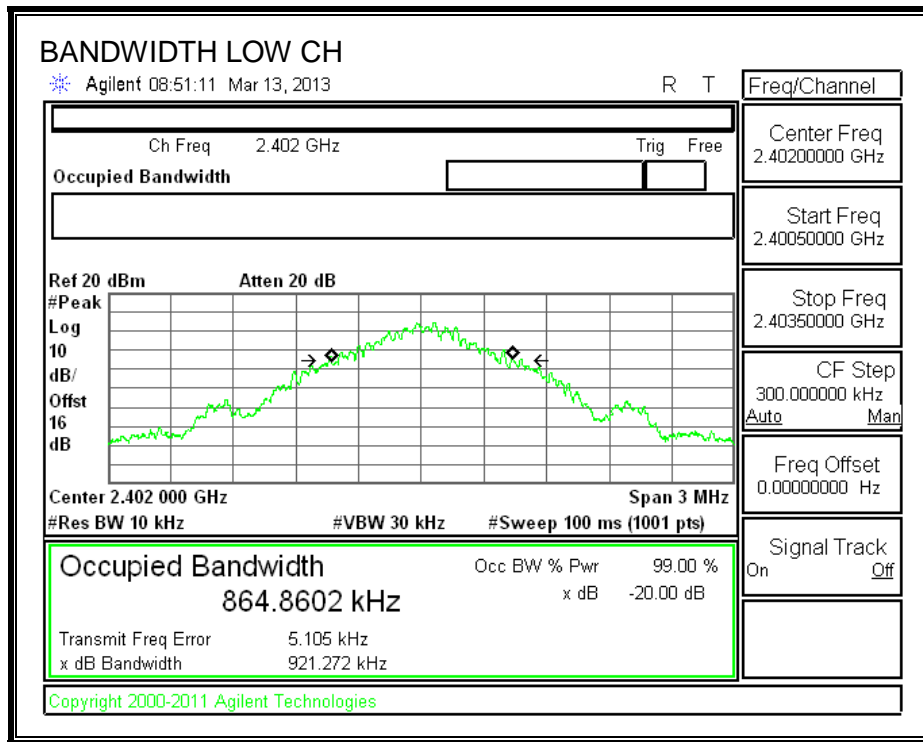 BANDWIDTH LOW CH
Agilent 08:51:11 Mar 13, 2013 R T
Freq/Channel
Ch Freq 2.402 GHz Trig Free
Occupied Bandwidth
Center Freq
2.40200000 GHz
Start Freq
2.40050000 GHz
Stop Freq
2.40350000 GHz
CF Step
300.000000 kHz
Auto Man
Freq Offset
0.00000000 Hz
Signal Track
On Off
Ref 20 dBm Atten 20 dB
#Peak
Log
10
dB/
Offst
16
dB
Center 2.402 000 GHz Span 3 MHz
#Res BW 10 kHz #VBW 30 kHz #Sweep 100 ms (1001 pts)
Occupied Bandwidth
864.8602 kHz
Occ BW % Pwr 99.00 %
x dB -20.00 dB
Transmit Freq Error 5.105 kHz
x dB Bandwidth 921.272 kHz
Copyright 2000-2011 Agilent Technologies